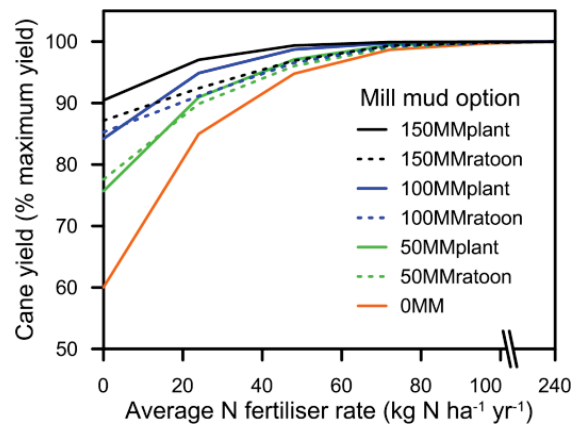 Cane yield (% maximum yield)
100
90
80
70
60
50
Mill mud option
150MMplant
150MMratoon
100MMplant
100MMratoon
50MMplant
50MMratoon
0MM
0 20 40 60 80 100 240
Average N fertiliser rate (kg N ha⁻¹ yr⁻¹)